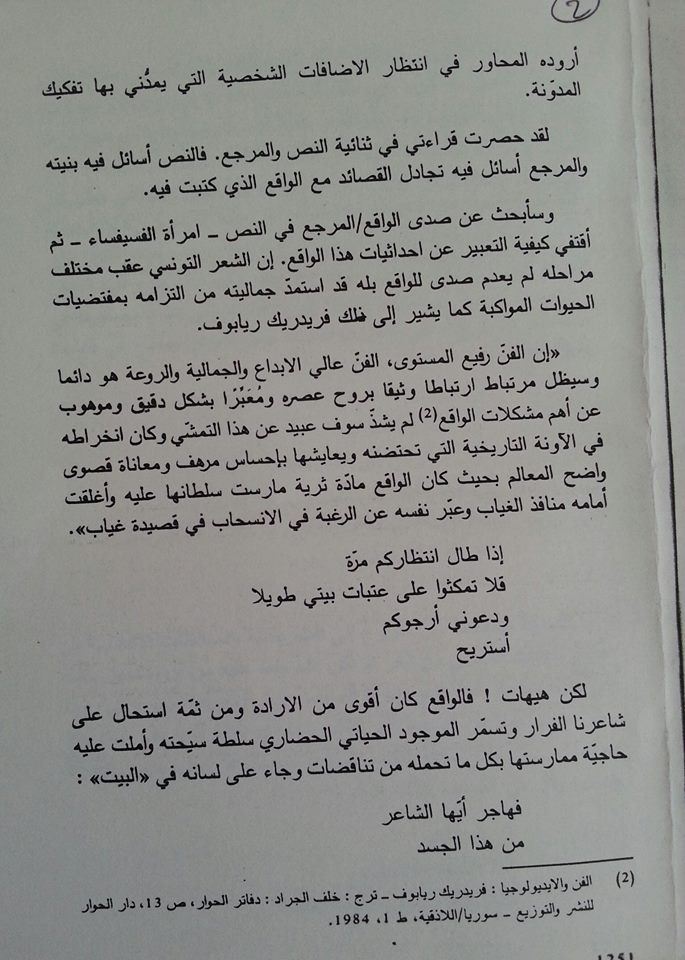 2
أروده المحاور في انتظار الاضافات الشخصية التي يمدُّني بها تفكيك
المدوّنة.
لقد حصرت قراءتي في ثنائية النص والمرجع. فالنص أسائل فيه بنيته
والمرجع أسائل فيه تجادل القصائد مع الواقع الذي كتبت فيه.
وسأبحث عن صدى الواقع/المرجع في النص ــ امرأة الفسيفساء ــ ثم
أقتفي كيفية التعبير عن احداثيات هذا الواقع. إن الشعر التونسي عقب مختلف
مراحله لم يعدم صدى للواقع بله قد استمدّ جماليته من التزامه بمقتضيات
الحيوات المواكبة كما يشير إلى ذلك فريدريك ريابوف.
«إن الفنّ رفيع المستوى، الفنّ عالي الابداع والجمالية والروعة هو دائما
وسيظل مرتباط ارتباطا وثيقا بروح عصره ومُعَبِّرًا بشكل دقيق وموهوب
عن أهم مشكلات الواقع(2) لم يشذّ سوف عبيد عن هذا التمشّي وكان انخراطه
في الآونة التاريخية التي تحتضنه ويعايشها بإحساس مرهف ومعاناة قصوى
واضح المعالم بحيث كان الواقع مادّة ثرية مارست سلطانها عليه وأغلقت
أمامه منافذ الغياب وعبّر نفسه عن الرغبة في الانسحاب في قصيدة غياب».
إذا طال انتظاركم مرّة
فلا تمكثوا على عتبات بيتي طويلا
ودعوني أرجوكم
أستريح
لكن هيهات ! فالواقع كان أقوى من الارادة ومن ثمّة استحال على
شاعرنا الفرار وتسمّر الموجود الحياتي الحضاري سلطة سيّحته وأملت عليه
حاجيّة ممارستها بكل ما تحمله من تناقضات وجاء على لسانه في «البيت» :
فهاجر أيّها الشاعر
من هذا الجسد
(2) الفن والايديولوجيا : فريدريك ريابوف ــ ترج : خلف الجراد : دفاتر الحوار، ص 13، دار الحوار
للنشر والتوزيع ــ سوريا/اللاذقية، ط 1، 1984.